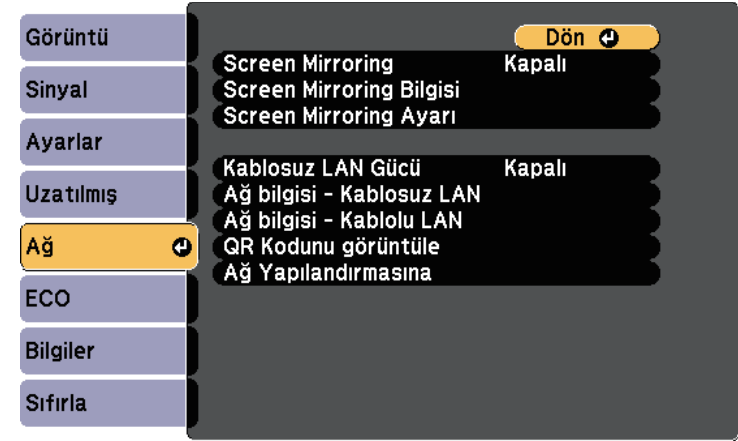 Görüntü
Sinyal
Ayarlar
Uzatılmış
Ağ
ECO
Bilgiler
Sıfırla
Dön
Screen Mirroring Kapalı
Screen Mirroring Bilgisi
Screen Mirroring Ayarı
Kablosuz LAN Gücü Kapalı
Ağ bilgisi - Kablosuz LAN
Ağ bilgisi - Kablolu LAN
QR Kodunu görüntüle
Ağ Yapılandırmasına